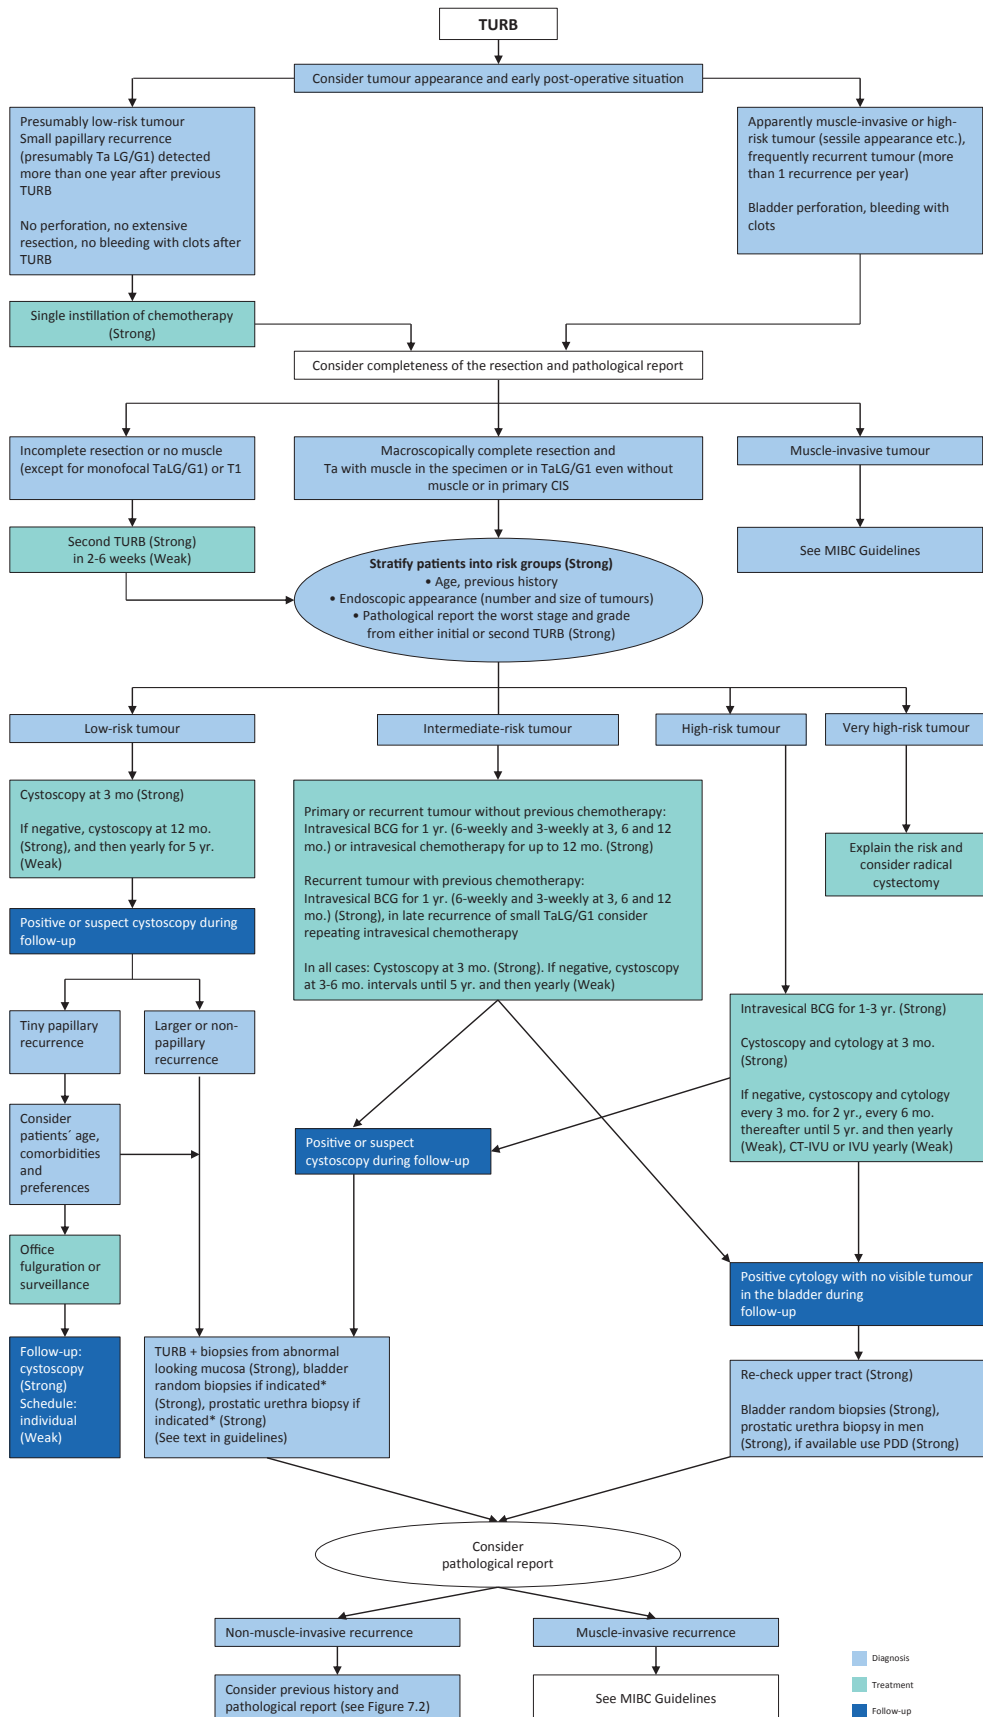 TURB
Consider tumour appearance and early post-operative situation
Presumably low-risk tumour
Small papillary recurrence
(presumably Ta LG/G1) detected
more than one year after previous
TURB
No perforation, no extensive
resection, no bleeding with clots after
TURB
Apparently muscle-invasive or high-
risk tumour (sessile appearance etc.),
frequently recurrent tumour (more
than 1 recurrence per year)
Bladder perforation, bleeding with
clots
Single instillation of chemotherapy
(Strong)
Consider completeness of the resection and pathological report
Incomplete resection or no muscle
(except for monofocal TaLG/G1) or T1
Macroscopically complete resection and
Ta with muscle in the specimen or in TaLG/G1 even without
muscle or in primary CIS
Muscle-invasive tumour
Second TURB (Strong)
in 2-6 weeks (Weak)
See MIBC Guidelines
Stratify patients into risk groups (Strong)
• Age, previous history
• Endoscopic appearance (number and size of tumours)
• Pathological report the worst stage and grade
from either initial or second TURB (Strong)
Low-risk tumour
Intermediate-risk tumour
High-risk tumour
Very high-risk tumour
Cystoscopy at 3 mo (Strong)
If negative, cystoscopy at 12 mo.
(Strong), and then yearly for 5 yr.
(Weak)
Primary or recurrent tumour without previous chemotherapy:
Intravesical BCG for 1 yr. (6-weekly and 3-weekly at 3, 6 and 12
mo.) or intravesical chemotherapy for up to 12 mo. (Strong)
Recurrent tumour with previous chemotherapy:
Intravesical BCG for 1 yr. (6-weekly and 3-weekly at 3, 6 and 12
mo.) (Strong), in late recurrence of small TaLG/G1 consider
repeating intravesical chemotherapy
In all cases: Cystoscopy at 3 mo. (Strong). If negative, cystoscopy
at 3-6 mo. intervals until 5 yr. and then yearly (Weak)
Explain the risk and
consider radical
cystectomy
Positive or suspect cystoscopy during
follow-up
Tiny papillary
recurrence
Larger or non-
papillary
recurrence
Intravesical BCG for 1-3 yr. (Strong)
Cystoscopy and cytology at 3 mo.
(Strong)
If negative, cystoscopy and cytology
every 3 mo. for 2 yr., every 6 mo.
thereafter until 5 yr. and then yearly
(Weak), CT-IVU or IVU yearly (Weak)
Consider
patients´ age,
comorbidities
and
preferences
Positive or suspect
cystoscopy during follow-up
Office
fulguration or
surveillance
Positive cytology with no visible tumour
in the bladder during
follow-up
Follow-up:
cystoscopy
(Strong)
Schedule:
individual
(Weak)
TURB + biopsies from abnormal
looking mucosa (Strong), bladder
random biopsies if indicated*
(Strong), prostatic urethra biopsy if
indicated* (Strong)
(See text in guidelines)
Re-check upper tract (Strong)
Bladder random biopsies (Strong),
prostatic urethra biopsy in men
(Strong), if available use PDD (Strong)
Consider
pathological report
Non-muscle-invasive recurrence
Muscle-invasive recurrence
Consider previous history and
pathological report (see Figure 7.2)
See MIBC Guidelines
Diagnosis
Treatment
Follow-up